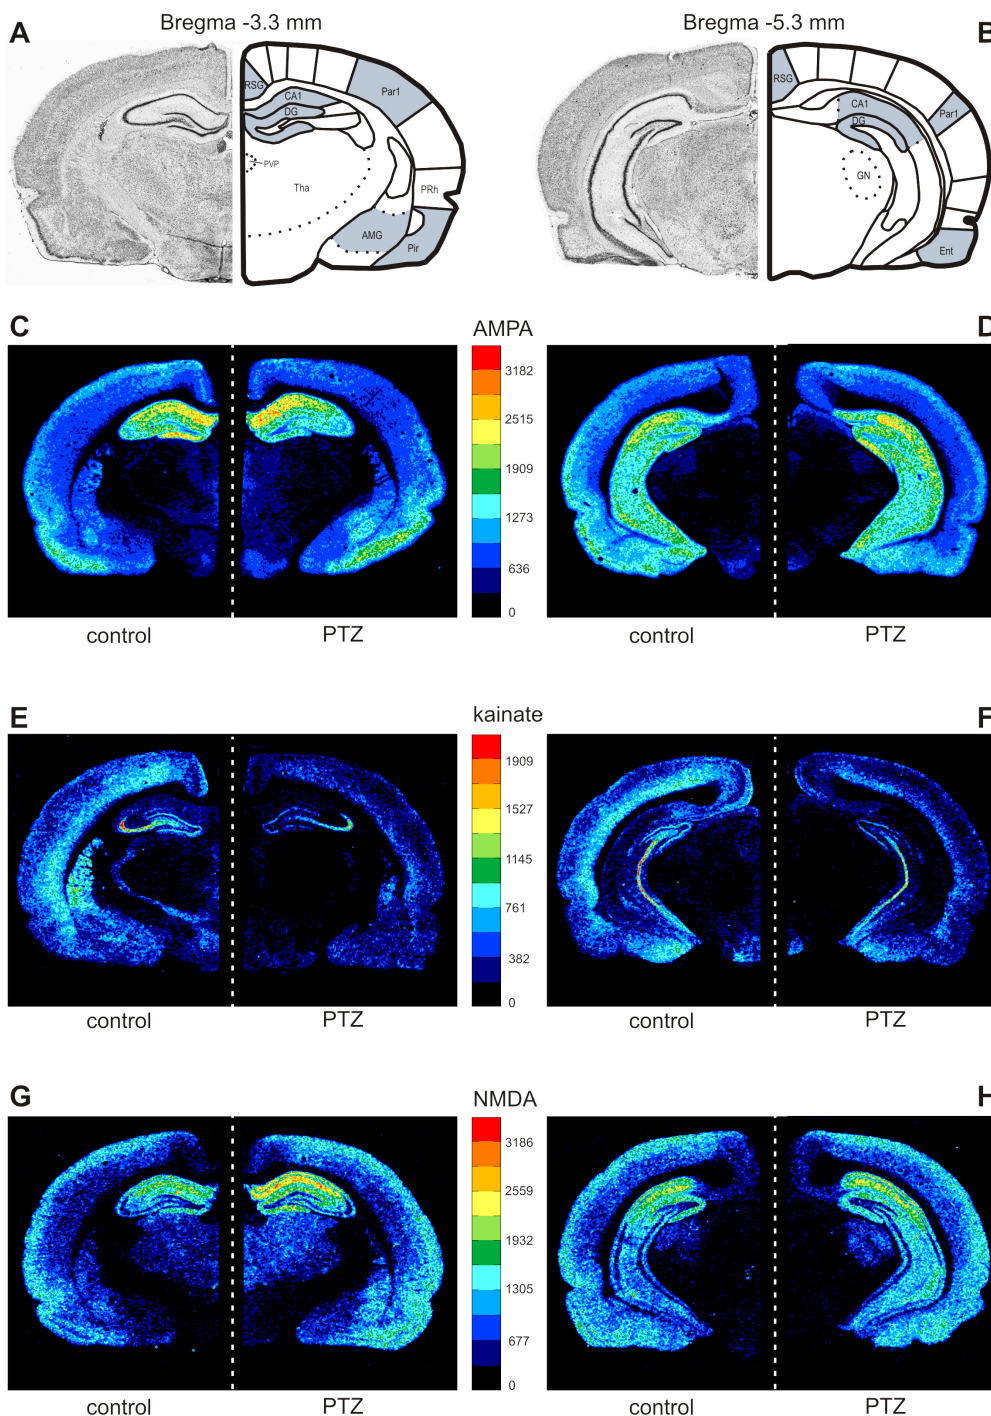 Bregma -3.3 mm
Bregma -5.3 mm
A
B
RSG
CA1
DG
Par1
PVP
Tha
PRh
AMG
Pir
RSG
CA1
DG
Par1
GN
Ent
C
AMPA
D
3182
2515
1909
1273
636
0
control
PTZ
control
PTZ
E
kainate
F
1909
1527
1145
761
382
0
control
PTZ
control
PTZ
G
NMDA
H
3186
2559
1932
1305
677
0
control
PTZ
control
PTZ